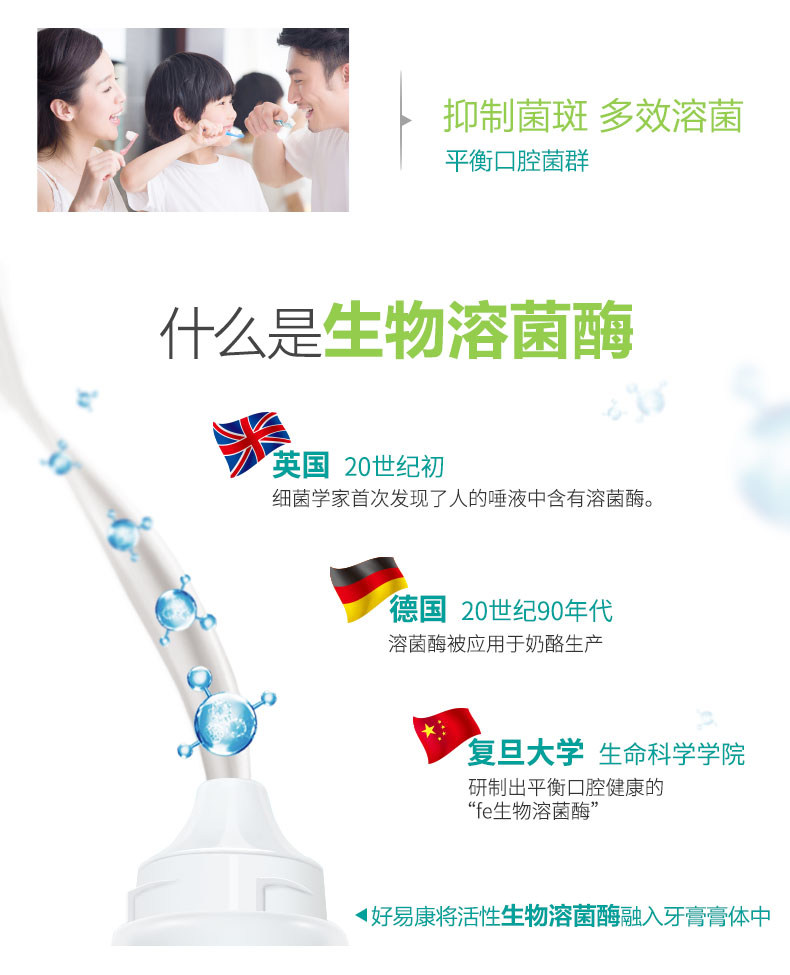 抑制菌斑 多效溶菌
平衡口腔菌群
什么是生物溶菌酶
英国 20世纪初
细菌学家首次发现了人的唾液中含有溶菌酶。
德国 20世纪90年代
溶菌酶被应用于奶酪生产
复旦大学 生命科学学院
研制出平衡口腔健康的
“fe生物溶菌酶”
好易康将活性生物溶菌酶融入牙膏膏体中